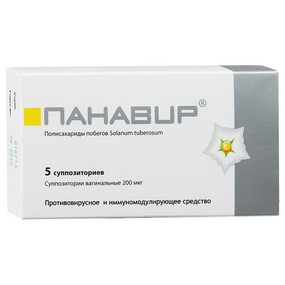 ПАНАВИР®
Полисахариды побегов Solanum tuberosum
5 суппозиториев
Суппозитории вагинальные 200 мкг
Противовирусное и иммуномодулирующее средство